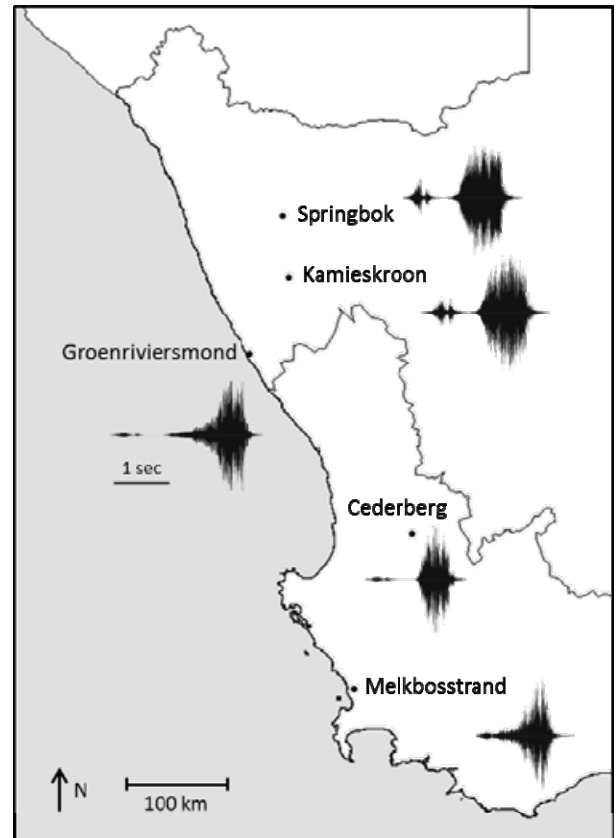 Springbok
Kamieskroon
Groenriviersmond
1 sec
Cederberg
Melkbosstrand
N
100 km